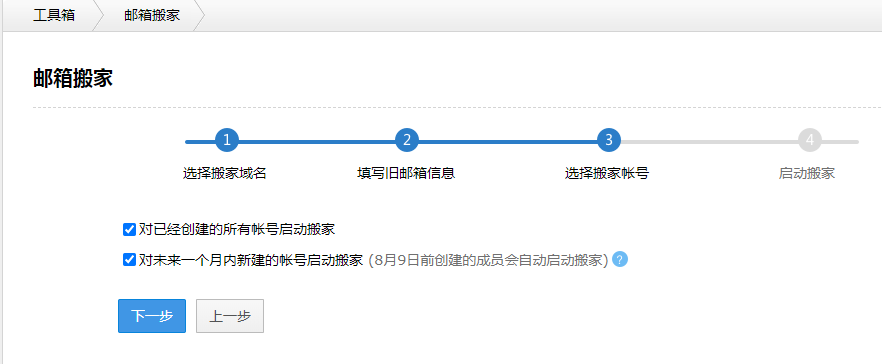 工具箱 邮箱搬家
邮箱搬家
1 2 3 4
选择搬家域名 填写旧邮箱信息 选择搬家帐号 启动搬家
对已经创建的所有帐号启动搬家
对未来一个月内新建的帐号启动搬家 (8月9日前创建的成员会自动启动搬家) ?
下一步 上一步